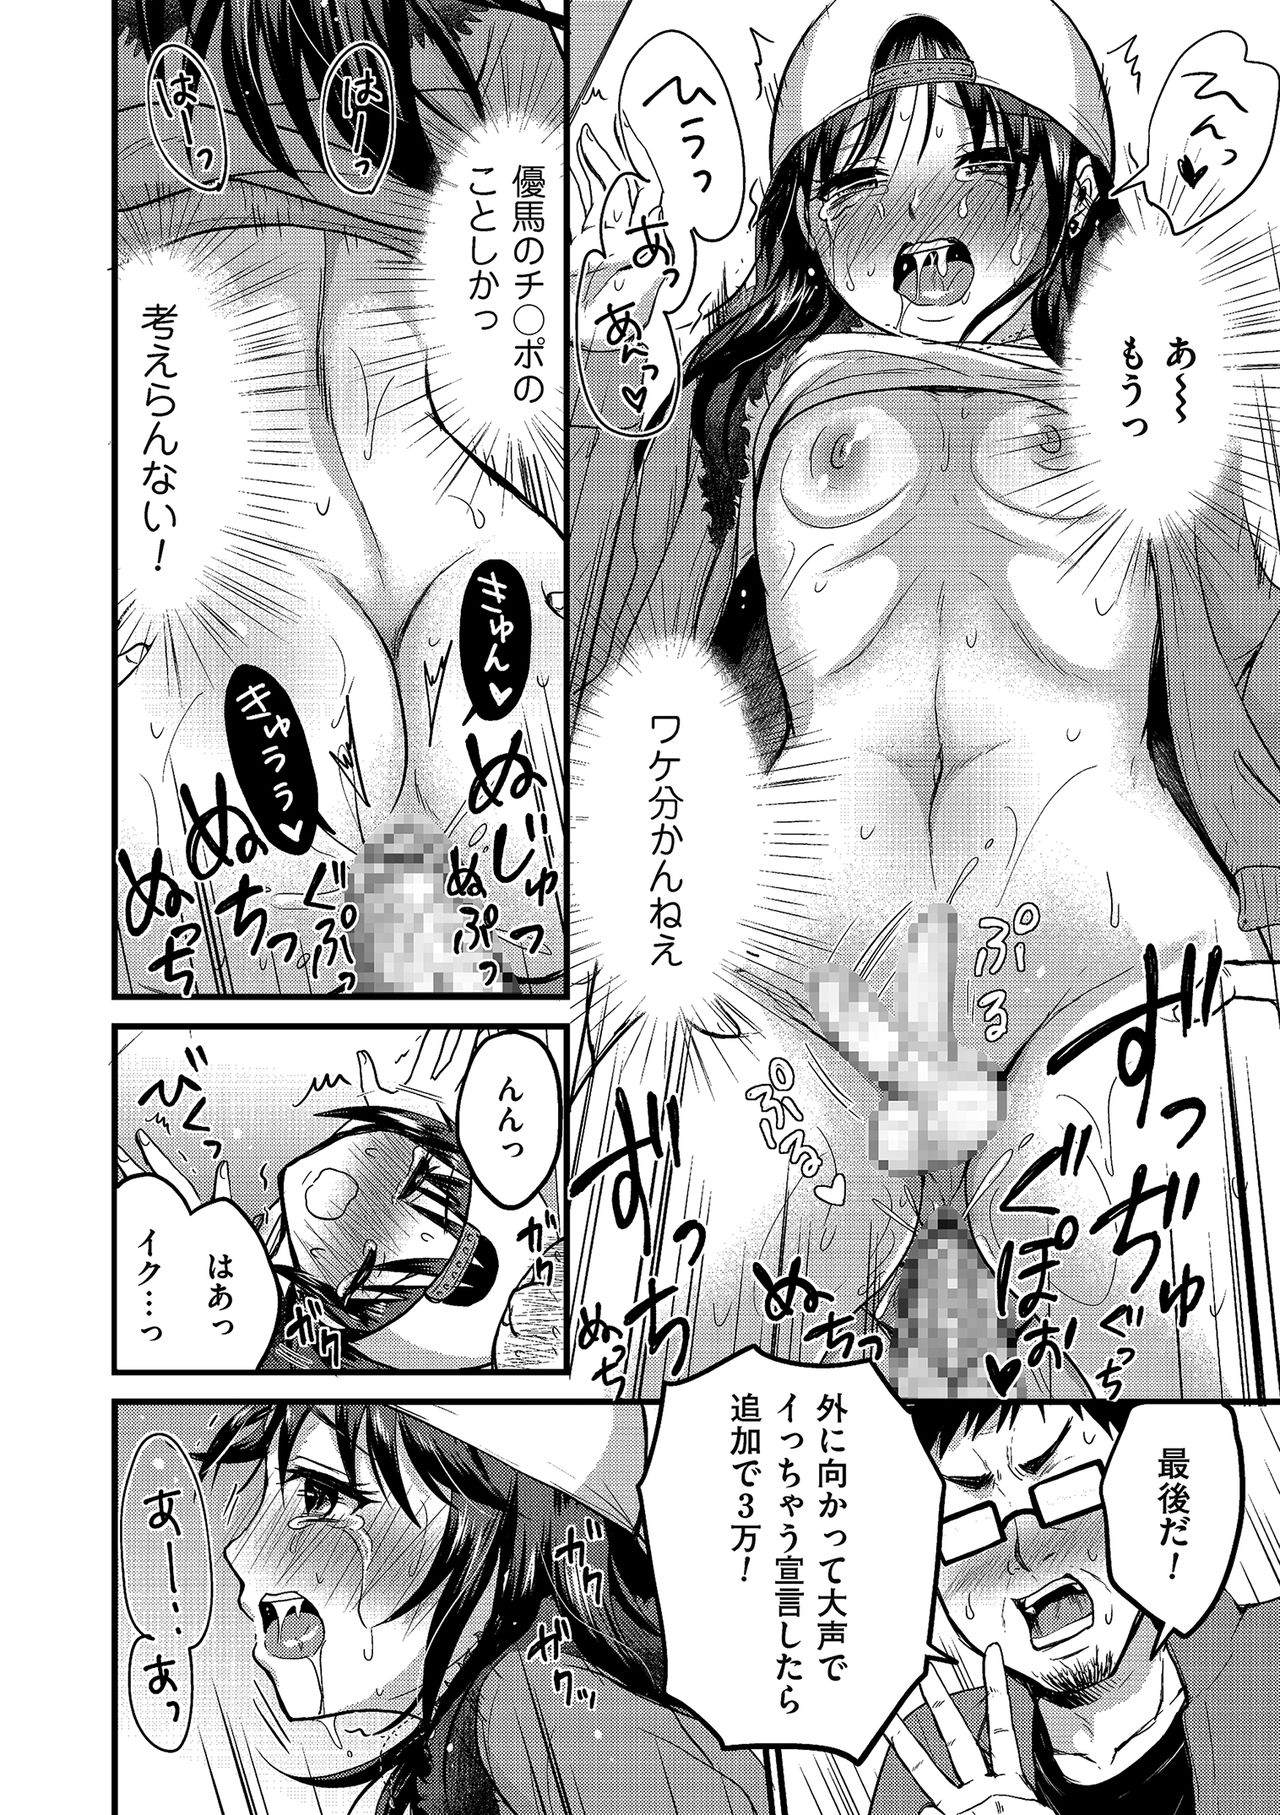 ひんっ♥
ひうっ
あっ
あんっ♡
あ〜〜
もうっ
ワケ分かんねえ
ぷる
ぷる♡
ずっ
ぢゅ
ずっ
ち
ぐぽぉ♥
ぐっち
ぬちっ
ぬっち
優馬のチ○ポの
ことしかっ
考えらんない!
はーっ
はーっ
きゅん♡
きゅうぅ♡
ぬじゅっ
ぬぷっ
ぬちっ
ぐぷっ
ぬっち
んんっ
びくっ
はあっ
イク…っ
ガク
ガク
最後だ!
外に向かって大声で
イっちゃう宣言したら
追加で3万!
あー…
あっ
ガク
ガクッ